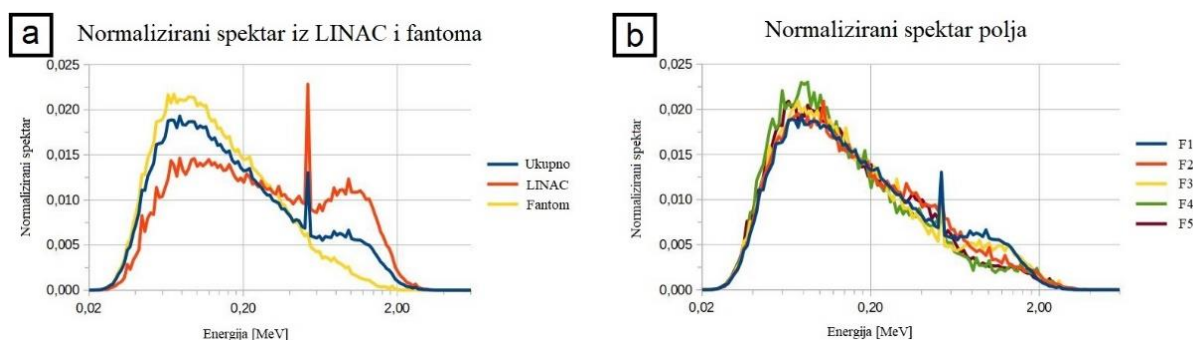 a
Normalizirani spektar iz LINAC i fantoma
0,025
0,020
0,015
0,010
0,005
0,000
Normalizirani spektar
0,02
0,20
2,00
Energija [MeV]
Ukupno
LINAC
Fantom
b
Normalizirani spektar polja
0,025
0,020
0,015
0,010
0,005
0,000
Normalizirani spektar
0,02
0,20
2,00
Energija [MeV]
F1
F2
F3
F4
F5